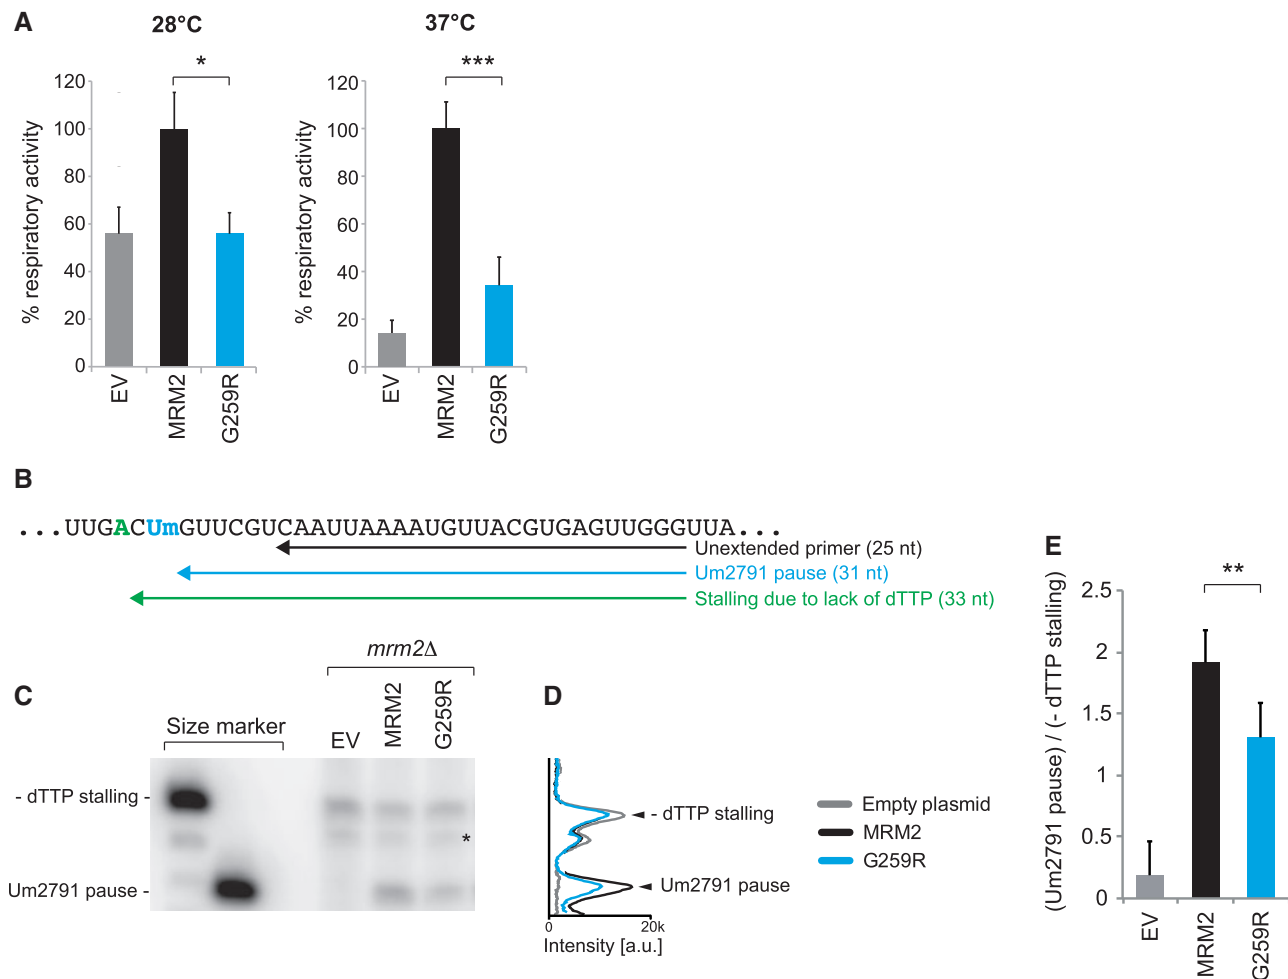 A
28°C
37°C
*
***
% respiratory activity
120
100
80
60
40
20
0
EV
MRM2
G259R
% respiratory activity
120
100
80
60
40
20
0
EV
MRM2
G259R
B
...UUGACUmGUUCGUCAAUUAAAAUGUUACGUGAGUUGGGUUA...
Unextended primer (25 nt)
Um2791 pause (31 nt)
Stalling due to lack of dTTP (33 nt)
C
mrm2Δ
Size marker
EV
MRM2
G259R
- dTTP stalling -
*
Um2791 pause -
D
- dTTP stalling
Um2791 pause
0
20k
Intensity [a.u.]
Empty plasmid
MRM2
G259R
E
**
(Um2791 pause) / (- dTTP stalling)
2.5
2
1.5
1
0.5
0
EV
MRM2
G259R